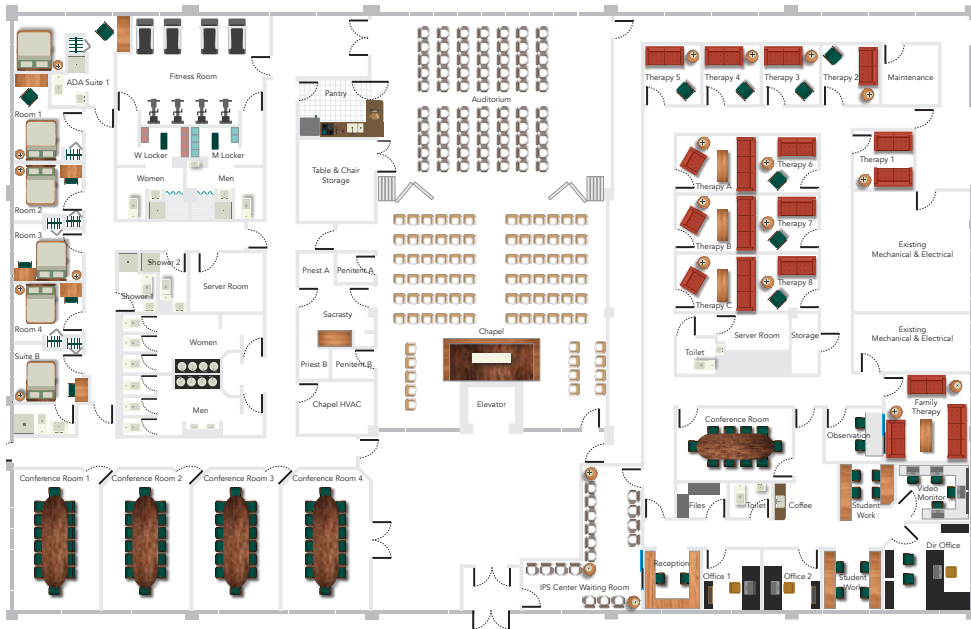 ADA Suite 1
Fitness Room
Pantry
Auditorium
Therapy 5
Therapy 4
Therapy 3
Therapy 2
Maintenance
Room 1
W Locker
M Locker
Women
Men
Table & Chair
Storage
Therapy 6
Therapy A
Therapy 1
Room 2
Room 3
Therapy 7
Therapy B
Existing
Mechanical & Electrical
Shower 2
Shower 1
Server Room
Priest A
Penitent A
Therapy 8
Therapy C
Room 4
Sacrasty
Chapel
Women
Server Room
Storage
Existing
Mechanical & Electrical
Suite B
Priest B
Penitent B
Toilet
Men
Chapel HVAC
Elevator
Conference Room
Family
Therapy
Observation
Conference Room 1
Conference Room 2
Conference Room 3
Conference Room 4
Files
Toilet
Coffee
Student
Work
Video
Monitor
Reception
Office 1
Office 2
Student
Work
Dir Office
IPS Center Waiting Room